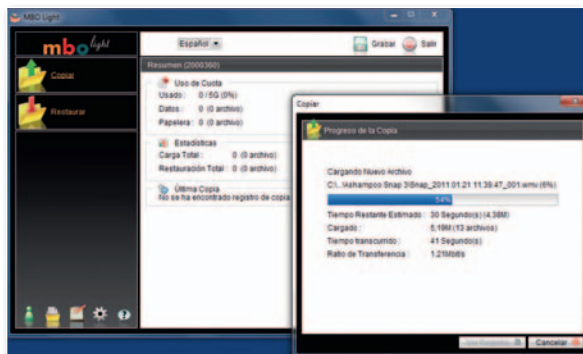 MBO Light
mbo light
Español
Grabar
Salir
Copiar
Restaurar
Resumen (2000360)
Uso de Cuota
Usado : 0 / 5G (0%)
Datos : 0 (0 archivo)
Papelera : 0 (0 archivo)
Estadísticas
Carga Total : 0 (0 archivo)
Restauración Total : 0 (0 archivo)
Última Copia
No se ha encontrado registro de copia
Copiar
Progreso de la Copia
Cargando Nuevo Archivo
C:\...\Ashampoo Snap 3\Snap_2011.01.21 11.39.47_001.wmv (6%)
54%
Tiempo Restante Estimado : 30 Segundo(s) (4,38M)
Cargado : 5,19M (13 archivos)
Tiempo transcurrido : 41 Segundo(s)
Ratio de Transferencia : 1.21Mbit/s
Cancelar